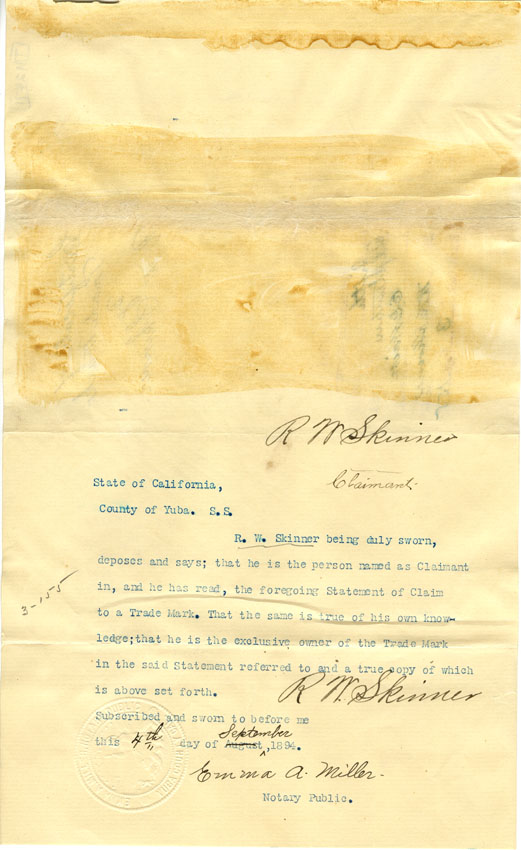 R W Skinner
Claimant.
State of California,
County of Yuba. S.S.
R. W. Skinner being duly sworn,
deposes and says; that he is the person named as Claimant
in, and he has read, the foregoing Statement of Claim
to a Trade Mark. That the same is true of his own know-
ledge;that he is the exclusive owner of the Trade Mark
in the said Statement referred to and a true copy of which
is above set forth.
R W. Skinner
Subscribed and sworn to before me
September
this 4th day of August,1894.
Emma A. Miller.
Notary Public.
3-155